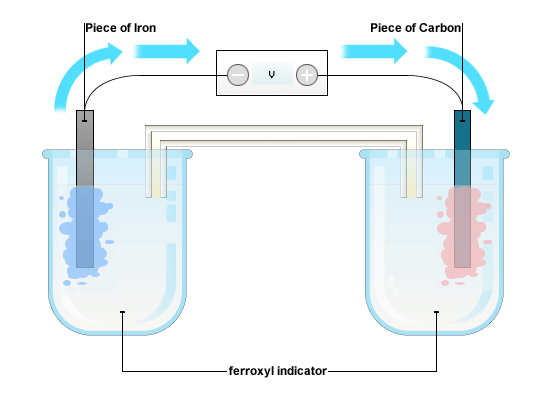 Piece of Iron
Piece of Carbon
− V +
ferroxyl indicator